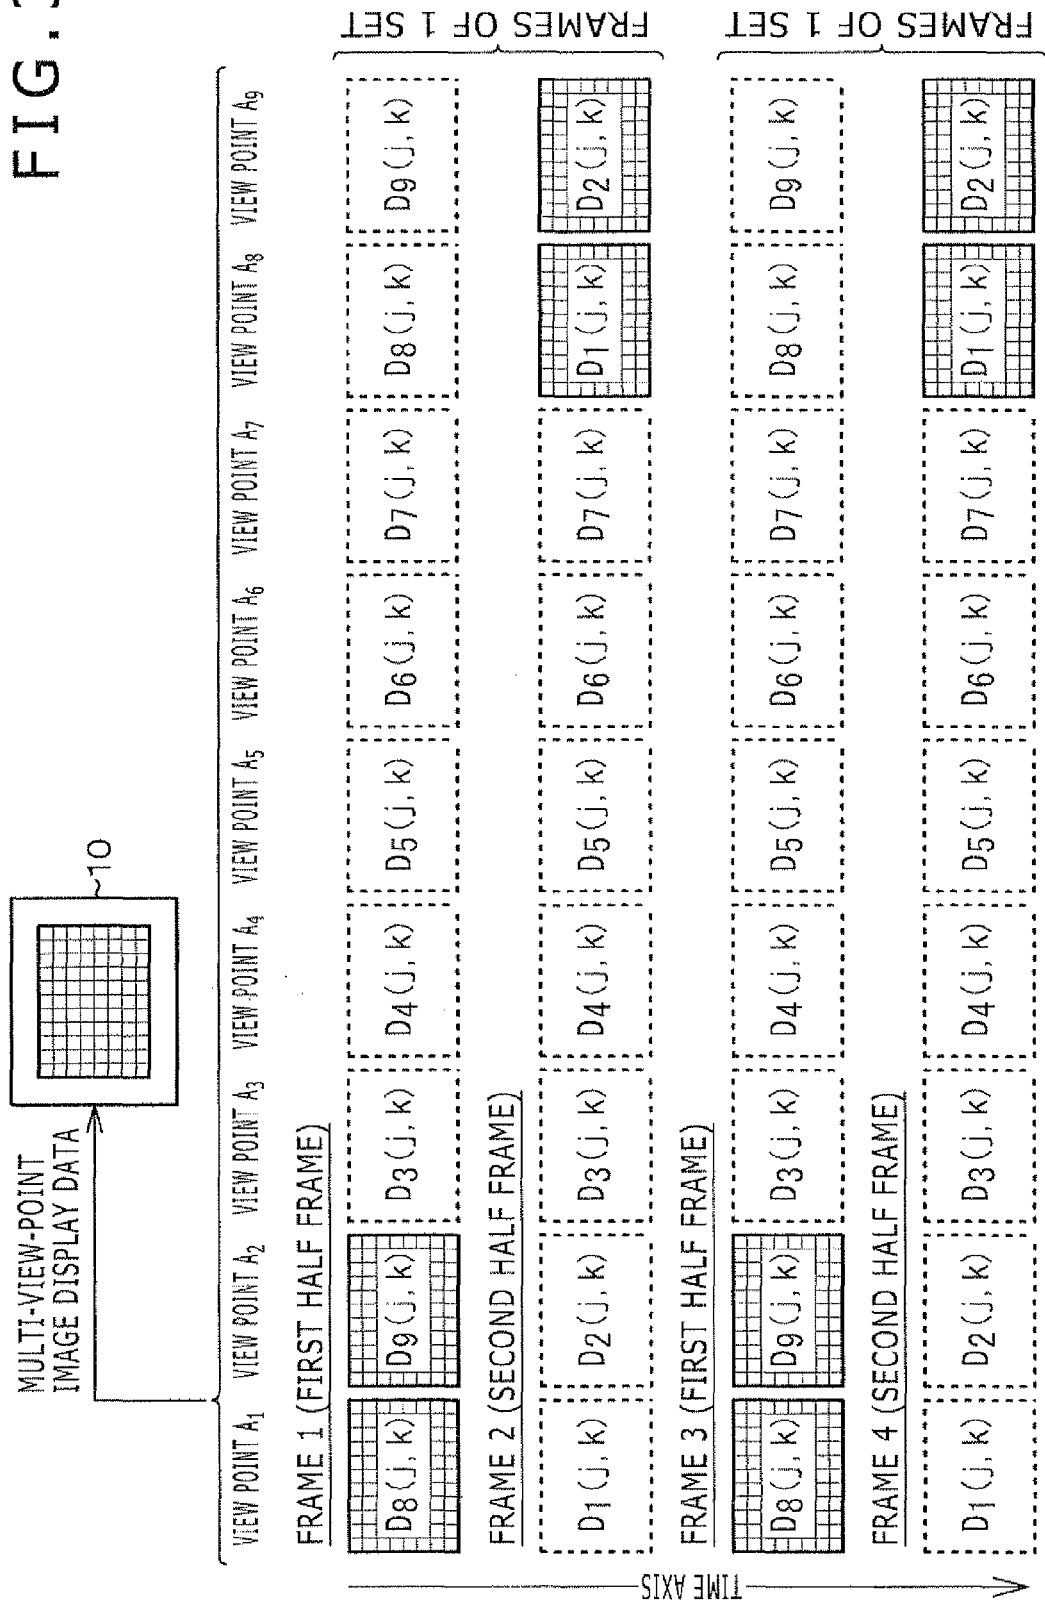 FIG.
MULTI-VIEW-POINT
IMAGE DISPLAY DATA
~10
VIEW POINT A1 VIEW POINT A2 VIEW POINT A3 VIEW POINT A4 VIEW POINT A5 VIEW POINT A6 VIEW POINT A7 VIEW POINT A8 VIEW POINT A9
FRAME 1 (FIRST HALF FRAME)
D8(j, k) D9(j, k) D3(j, k) D4(j, k) D5(j, k) D6(j, k) D7(j, k) D8(j, k) D9(j, k)
FRAME 2 (SECOND HALF FRAME)
D1(j, k) D2(j, k) D3(j, k) D4(j, k) D5(j, k) D6(j, k) D7(j, k) D1(j, k) D2(j, k)
FRAMES OF 1 SET
FRAME 3 (FIRST HALF FRAME)
D8(j, k) D9(j, k) D3(j, k) D4(j, k) D5(j, k) D6(j, k) D7(j, k) D8(j, k) D9(j, k)
FRAME 4 (SECOND HALF FRAME)
D1(j, k) D2(j, k) D3(j, k) D4(j, k) D5(j, k) D6(j, k) D7(j, k) D1(j, k) D2(j, k)
FRAMES OF 1 SET
TIME AXIS